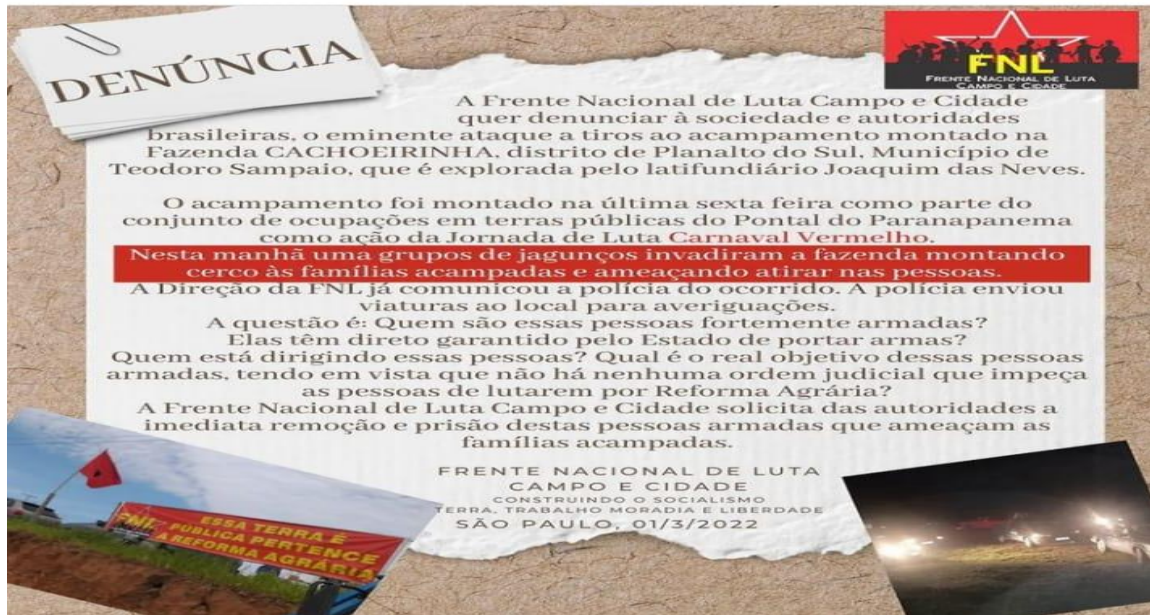 DENÚNCIA
FNL
FRENTE NACIONAL DE LUTA
CAMPO E CIDADE
A Frente Nacional de Luta Campo e Cidade
quer denunciar à sociedade e autoridades
brasileiras, o eminente ataque a tiros ao acampamento montado na
Fazenda CACHOEIRINHA, distrito de Planalto do Sul, Município de
Teodoro Sampaio, que é explorada pelo latifundiário Joaquim das Neves.
O acampamento foi montado na última sexta feira como parte do
conjunto de ocupações em terras públicas do Pontal do Paranapanema
como ação da Jornada de Luta Carnaval Vermelho.
Nesta manhã uma grupos de jagunços invadiram a fazenda montando
cerco às famílias acampadas e ameaçando atirar nas pessoas.
A Direção da FNL já comunicou a polícia do ocorrido. A polícia enviou
viaturas ao local para averiguações.
A questão é: Quem são essas pessoas fortemente armadas?
Elas têm direto garantido pelo Estado de portar armas?
Quem está dirigindo essas pessoas? Qual é o real objetivo dessas pessoas
armadas, tendo em vista que não há nenhuma ordem judicial que impeça
as pessoas de lutarem por Reforma Agrária?
A Frente Nacional de Luta Campo e Cidade solicita das autoridades a
imediata remoção e prisão destas pessoas armadas que ameaçam as
famílias acampadas.
FRENTE NACIONAL DE LUTA
CAMPO E CIDADE
CONSTRUINDO O SOCIALISMO
TERRA, TRABALHO MORADIA E LIBERDADE
SÃO PAULO, 01/3/2022
FNL
ESSA TERRA É
PÚBLICA PERTENCE
A REFORMA AGRÁRIA